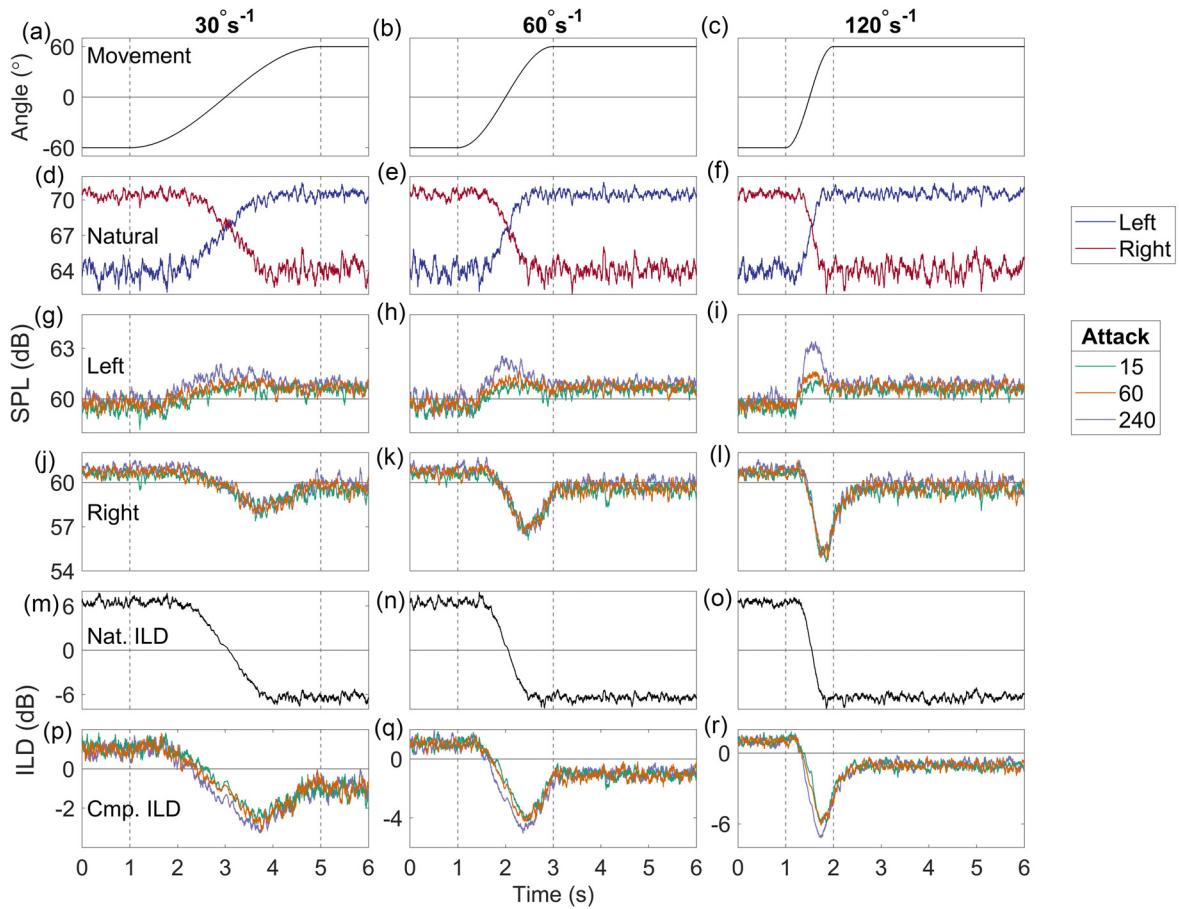 30°s⁻¹ 60°s⁻¹ 120°s⁻¹
(a) (b) (c)
Angle (°)
60
0
-60
Movement
(d) (e) (f)
70
67
64
Natural
Left
Right
SPL (dB)
(g) (h) (i)
63
60
Left
Attack
15
60
240
(j) (k) (l)
60
57
54
Right
ILD (dB)
(m) (n) (o)
6
0
-6
Nat. ILD
(p) (q) (r)
0
-2
Cmp. ILD
0
-4
0
-6
0 1 2 3 4 5 6 0 1 2 3 4 5 6 0 1 2 3 4 5 6
Time (s)